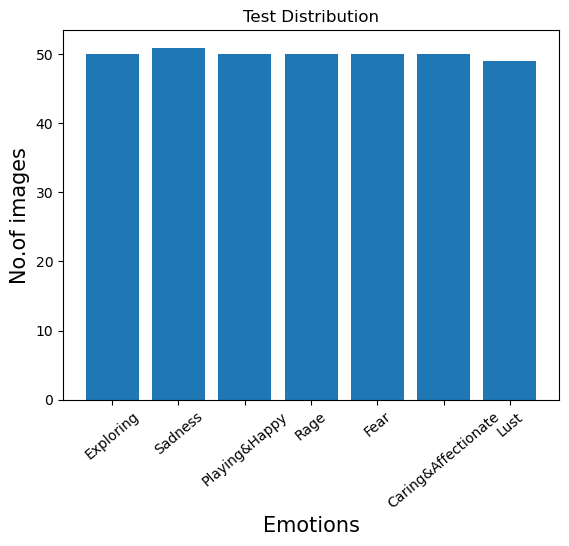 Test Distribution
No.of images
50
40
30
20
10
0
Exploring
Sadness
Playing&Happy
Rage
Fear
Caring&Affectionate
Lust
Emotions